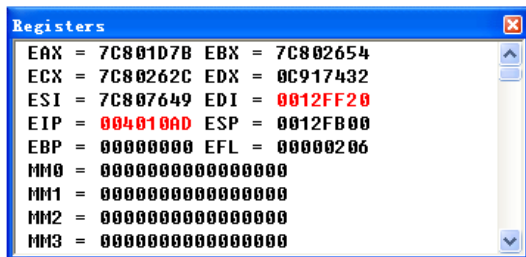 Registers
EAX = 7C801D7B EBX = 7C802654
ECX = 7C80262C EDX = 0C917432
ESI = 7C807649 EDI = 0012FF20
EIP = 004010AD ESP = 0012FB00
EBP = 00000000 EFL = 00000206
MM0 = 0000000000000000
MM1 = 0000000000000000
MM2 = 0000000000000000
MM3 = 0000000000000000